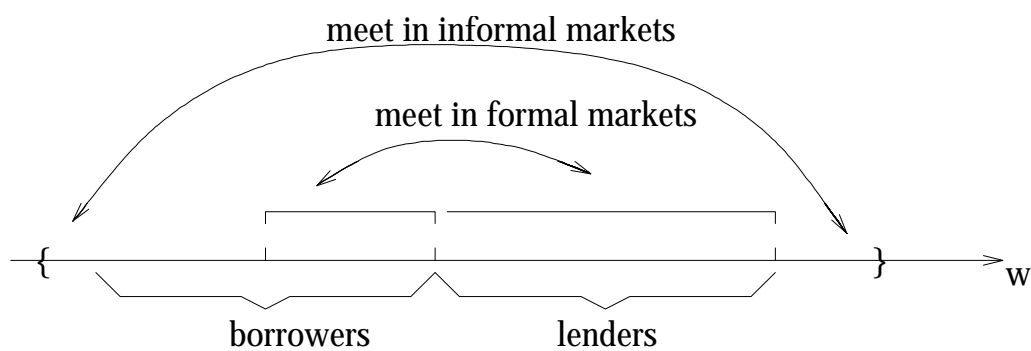 meet in informal markets
meet in formal markets
{ }
w
borrowers lenders